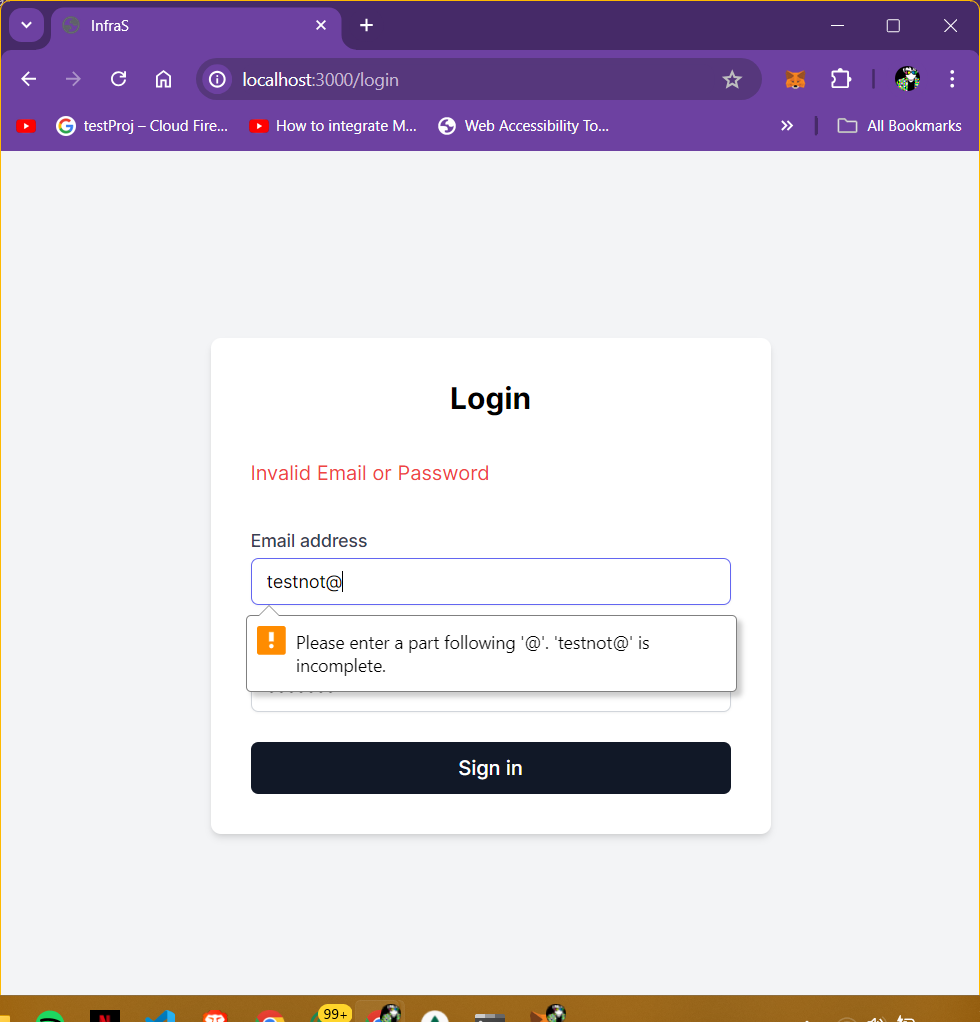 InfraS
localhost:3000/login
testProj – Cloud Fire...
How to integrate M...
Web Accessibility To...
All Bookmarks
Login
Invalid Email or Password
Email address
testnot@
Please enter a part following '@'. 'testnot@' is
incomplete.
Sign in
99+